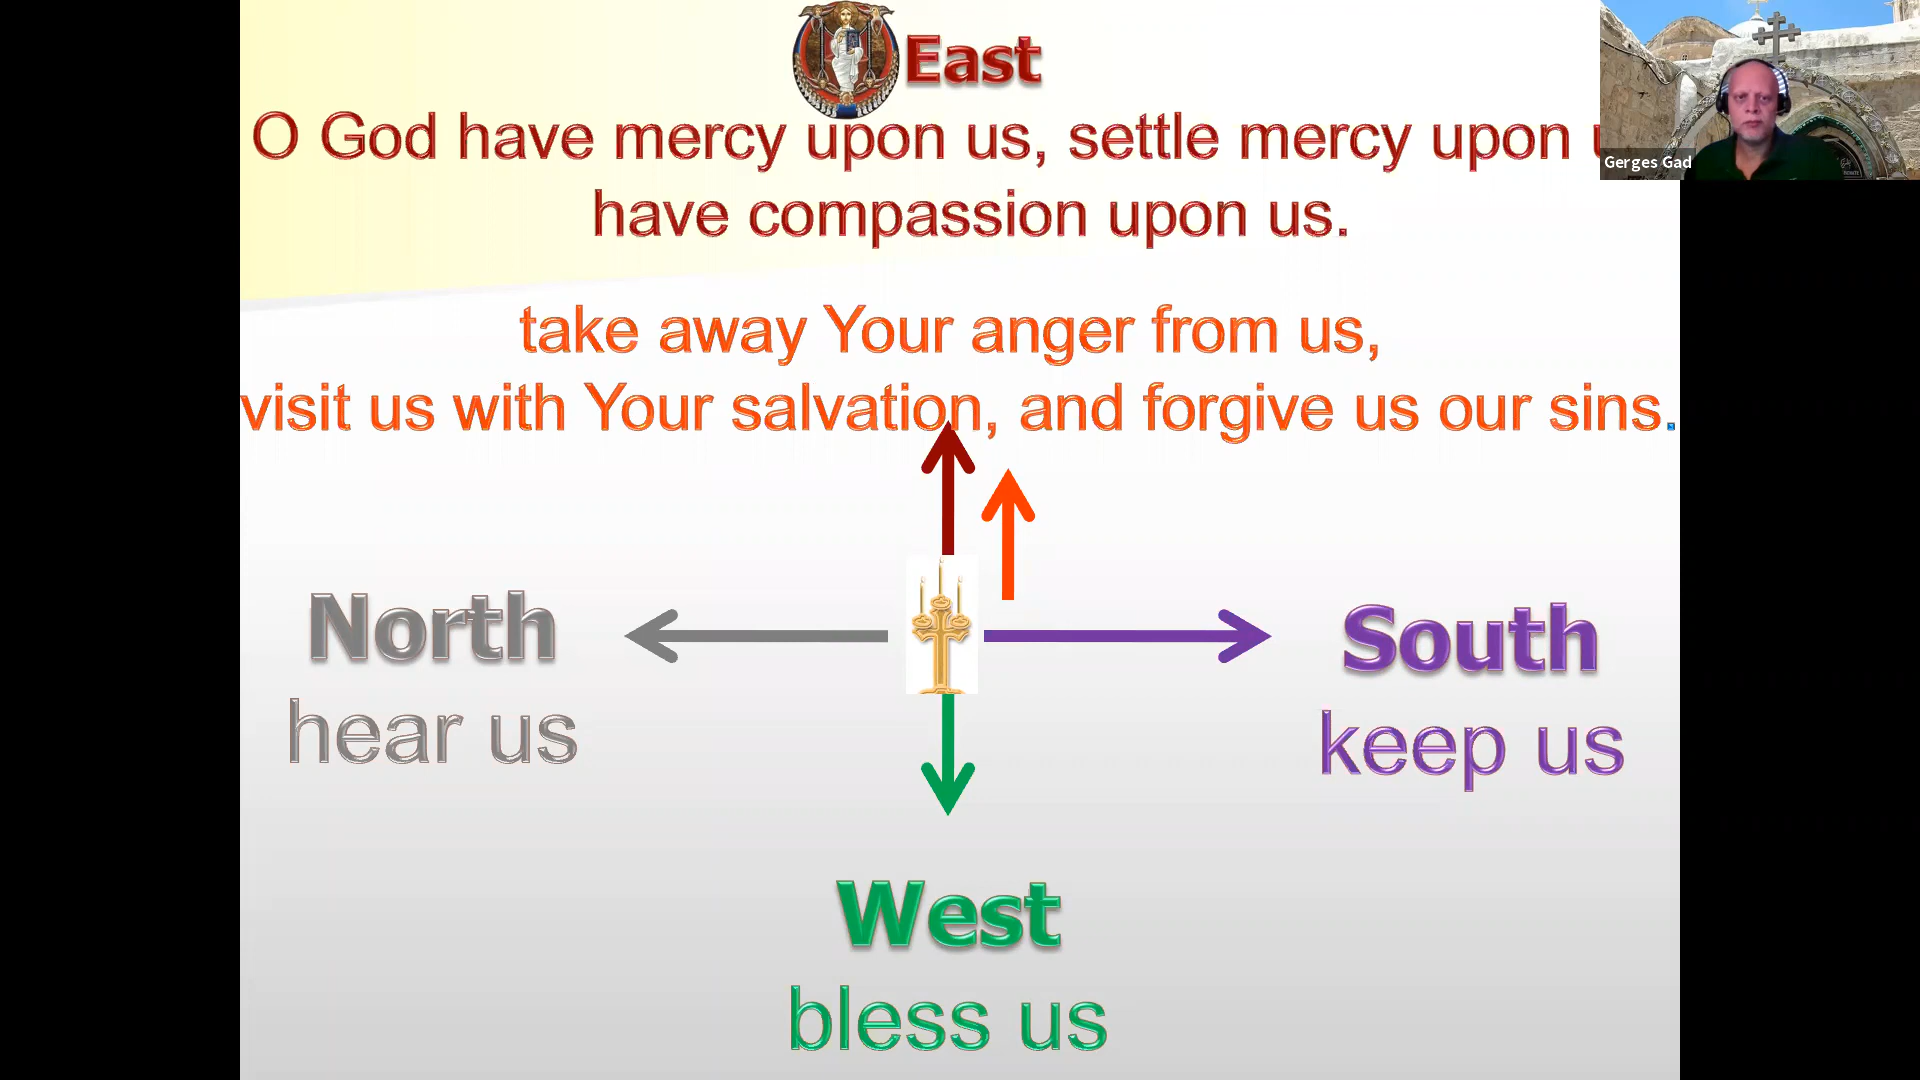 East
O God have mercy upon us, settle mercy upon
have compassion upon us.
take away Your anger from us,
visit us with Your salvation, and forgive us our sins.
North
hear us
South
keep us
West
bless us
Gerges Gad